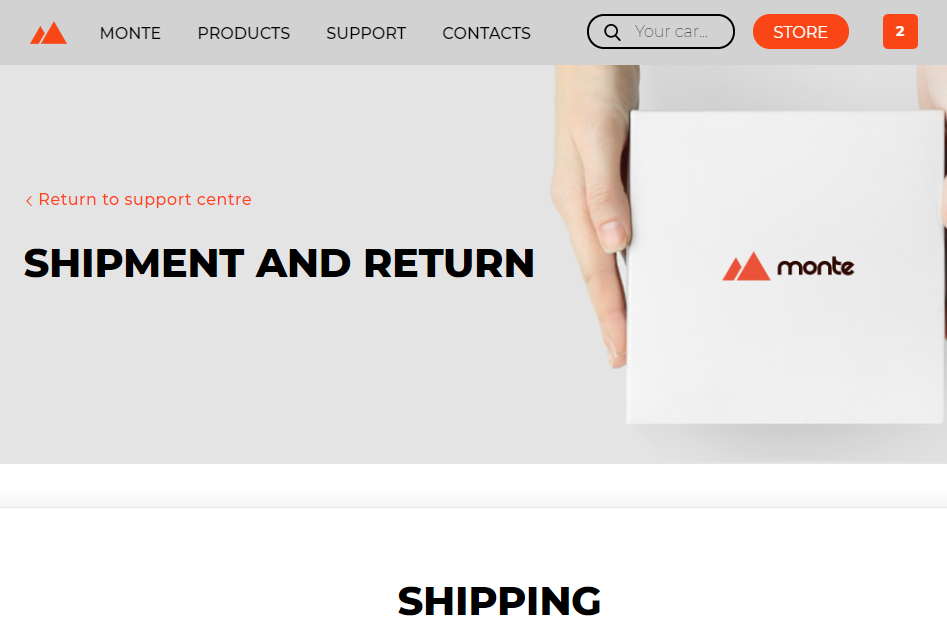 MONTE PRODUCTS SUPPORT CONTACTS Your car... STORE 2
< Return to support centre
SHIPMENT AND RETURN
monte
SHIPPING